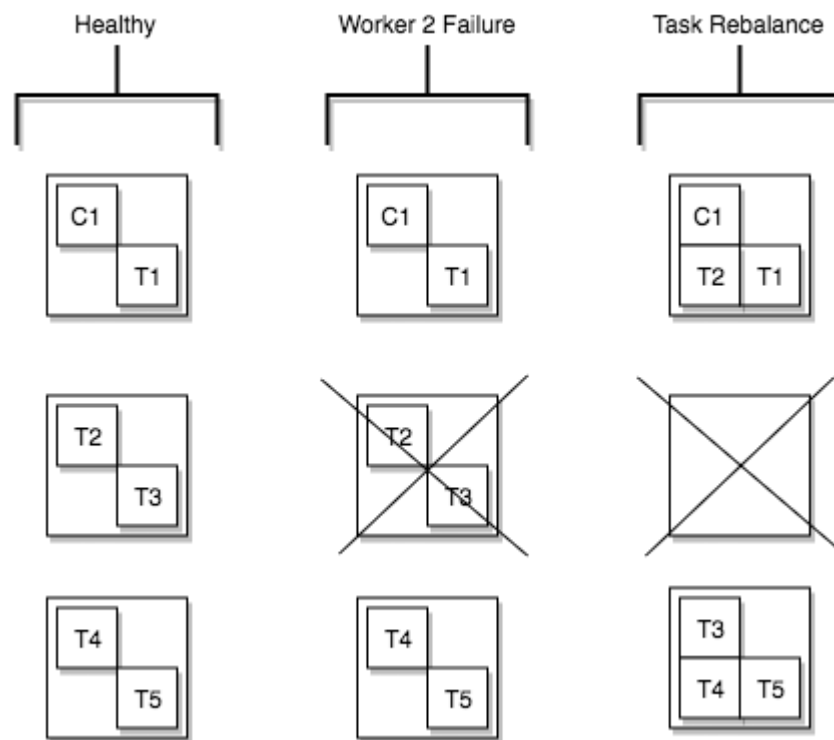 Healthy
Worker 2 Failure
Task Rebalance
C1
T1
C1
T1
C1
T2 T1
T2
T3
T2
T3
T4
T5
T4
T5
T3
T4 T5